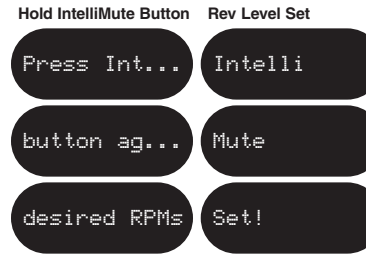 Hold IntelliMute Button
Press Int...
button ag...
desired RPMs
Rev Level Set
Intelli
Mute
Set!